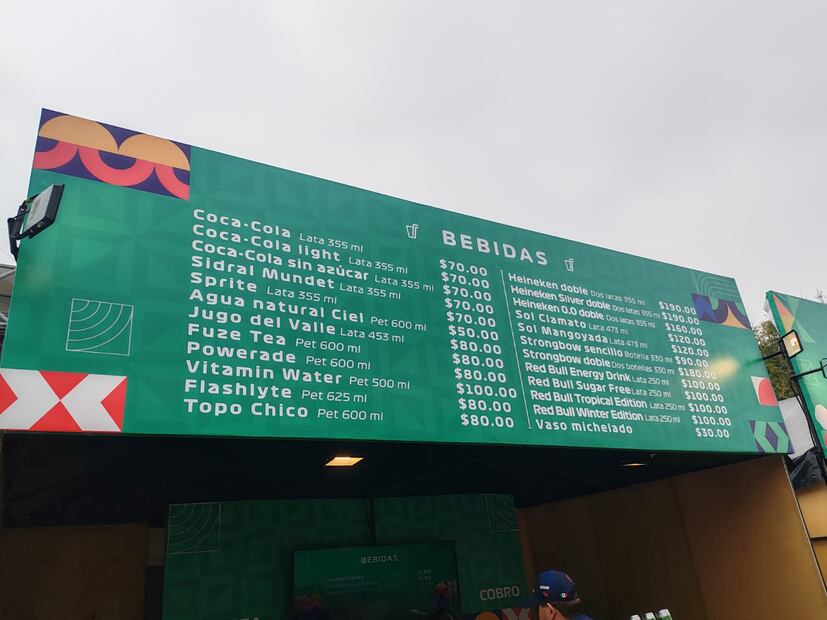 BEBIDAS
Coca-Cola Lata 355 ml $70.00
Coca-Cola light Lata 355 ml $70.00
Coca-Cola sin azúcar Lata 355 ml $70.00
Sidral Mundet Lata 355 ml $70.00
Sprite Lata 355 ml $70.00
Agua natural Ciel Pet 600 ml $50.00
Jugo del Valle Lata 453 ml $80.00
Fuze Tea Pet 600 ml $80.00
Powerade Pet 600 ml $80.00
Vitamin Water Pet 500 ml $100.00
Flashlyte Pet 625 ml $80.00
Topo Chico Pet 600 ml $80.00
Heineken doble Dos latas 355 ml $190.00
Heineken Silver doble Dos latas 355 ml $190.00
Heineken 0.0 doble Dos latas 355 ml $160.00
Sol Clamato Lata 473 ml $120.00
Sol Mangoyada Lata 473 ml $120.00
Strongbow sencillo Botella 330 ml $90.00
Strongbow doble Dos botellas 330 ml $180.00
Red Bull Energy Drink Lata 250 ml $100.00
Red Bull Sugar Free Lata 250 ml $100.00
Red Bull Tropical Edition Lata 250 ml $100.00
Red Bull Winter Edition Lata 250 ml $100.00
Vaso michelado $30.00
BEBIDAS
COBRO